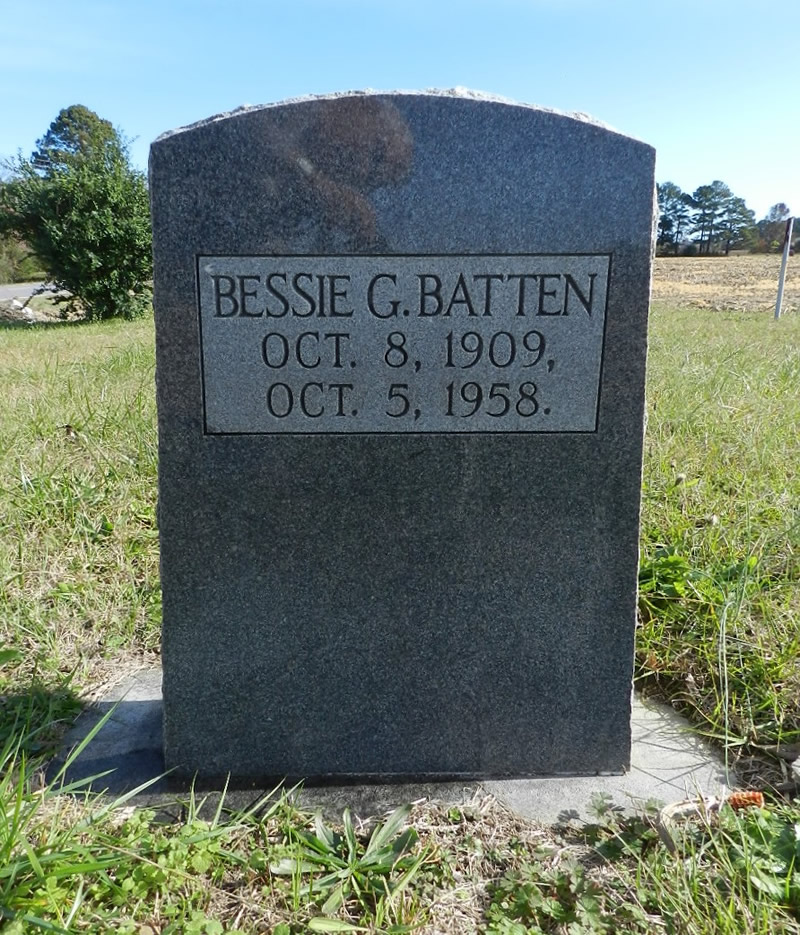 BESSIE G. BATTEN
OCT. 8, 1909,
OCT. 5, 1958.